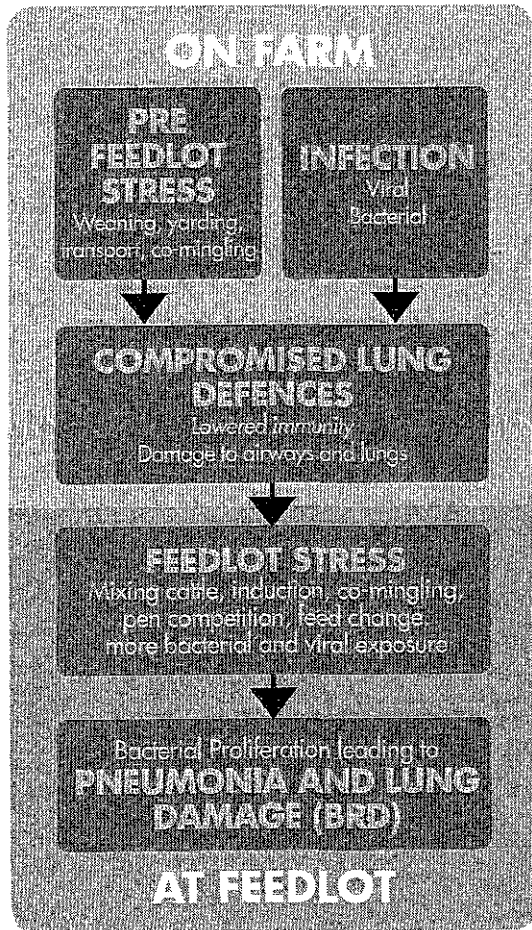 ON FARM
PRE
FEEDLOT
STRESS
Weaning, yarding,
transport, co-mingling
INFECTION
Viral
Bacterial
COMPROMISED LUNG
DEFENCES
Lowered immunity
Damage to airways and lungs
FEEDLOT STRESS
Mixing cattle, induction, co-mingling,
pen competition, feed change,
more bacterial and viral exposure
Bacterial Proliferation leading to
PNEUMONIA AND LUNG
DAMAGE (BRD)
AT FEEDLOT